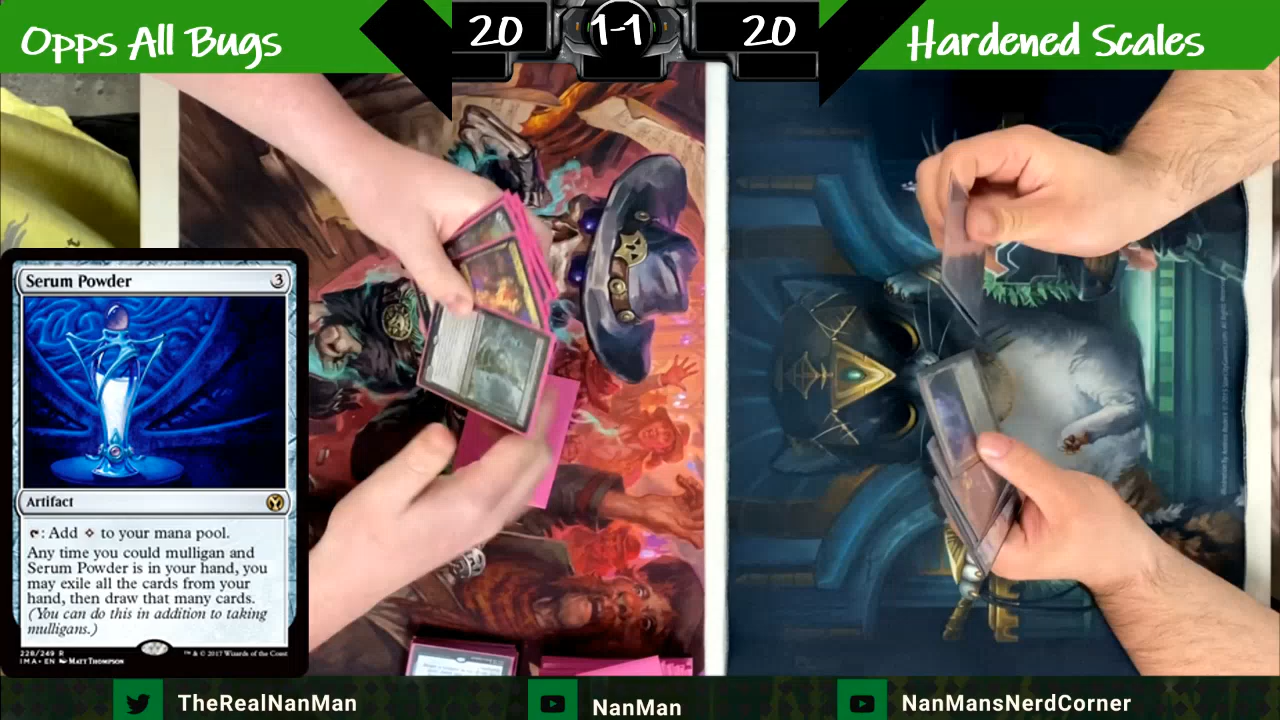 Opps All Bugs
20
1-1
20
Hardened Scales
Serum Powder
3
Artifact
: Add to your mana pool.
Any time you could mulligan and
Serum Powder is in your hand, you
may exile all the cards from your
hand, then draw that many cards.
(You can do this in addition to taking
mulligans.)
228/249 R
IMA • EN MATT THOMPSON
™ & © 2017 Wizards of the Coast
TheRealNanMan
NanMan
NanMansNerdCorner